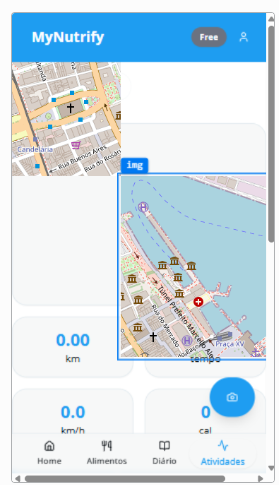 MyNutrify
Free
Candelária
Rua Buenos Aires
Rua do Rosário
img
Túnel Prefeito Marcello Alencar
Rua do Mercado
Praça XV
0.00
km
tempo
0.0
km/h
0
cal
Home
Alimentos
Diário
Atividades